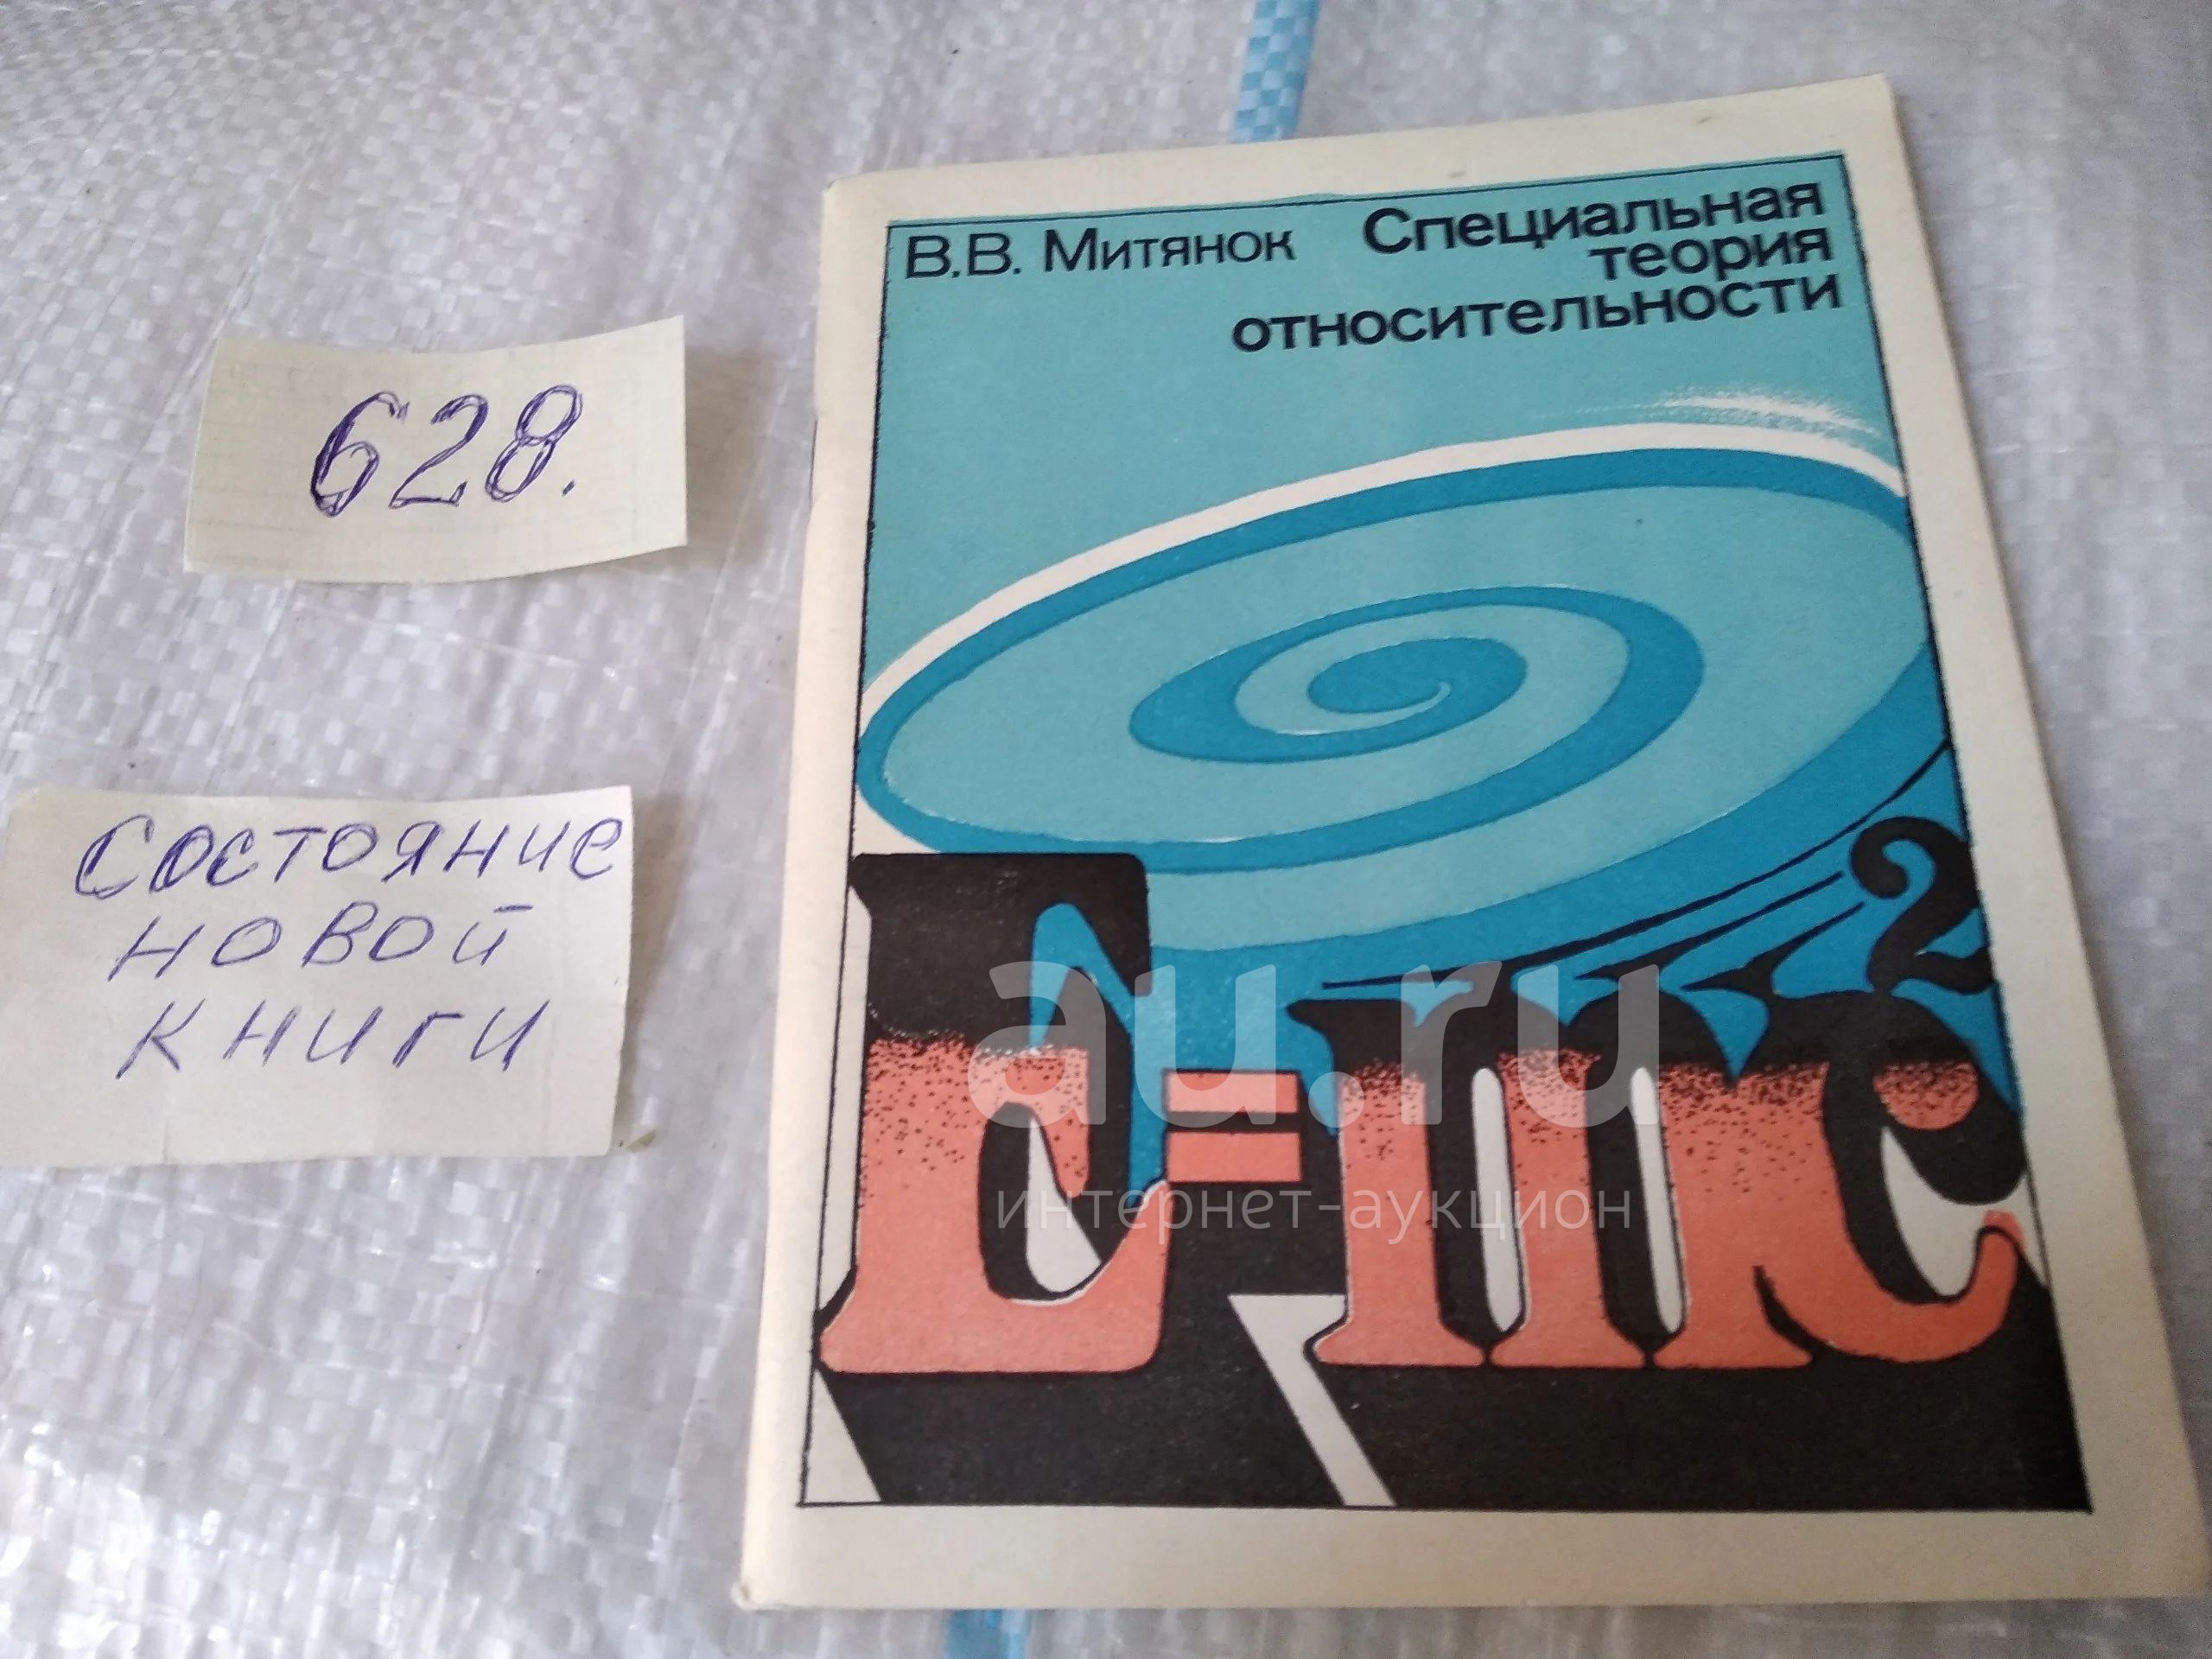 628.
Состояние
новой
книги
В.В. Митянок
Специальная
теория
относительности
E=mc²
au.ru
интернет-аукцион